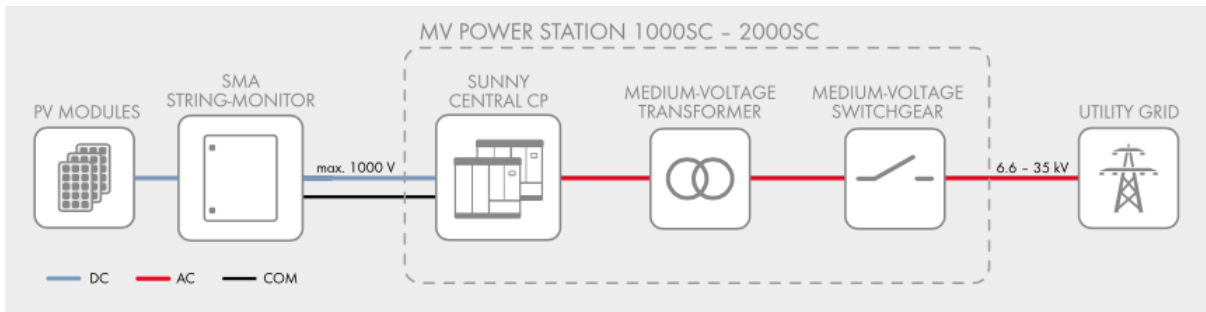 MV POWER STATION 1000SC – 2000SC
PV MODULES
SMA
STRING-MONITOR
SUNNY
CENTRAL CP
MEDIUM-VOLTAGE
TRANSFORMER
MEDIUM-VOLTAGE
SWITCHGEAR
UTILITY GRID
max. 1000 V
6.6 – 35 kV
DC
AC
COM